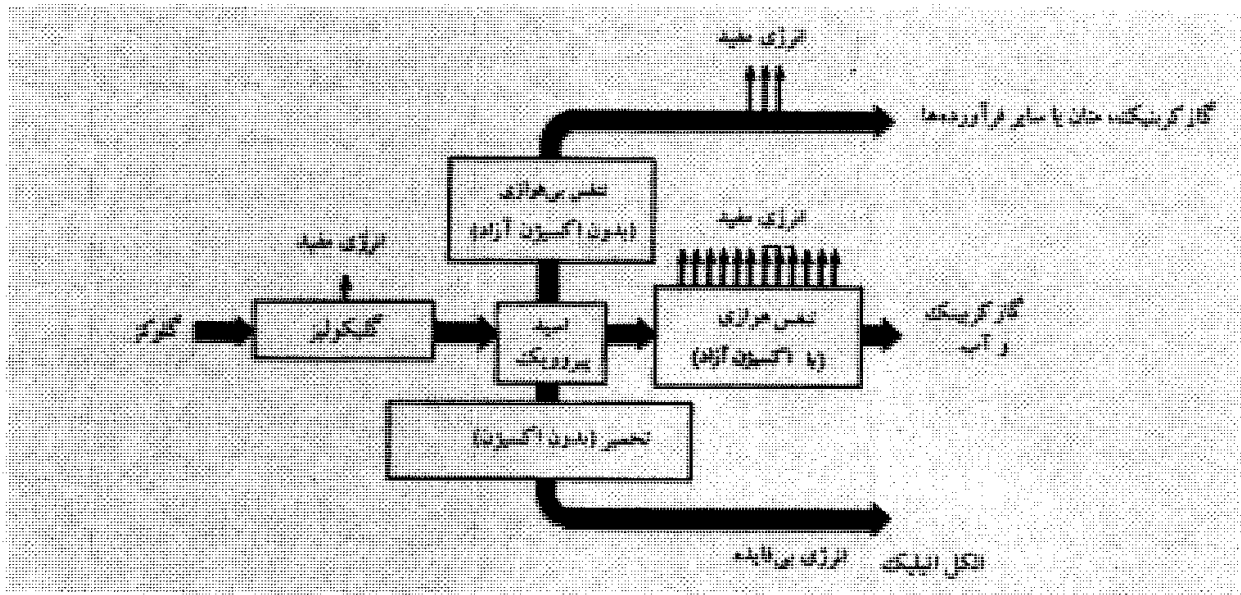 انرژی مفید
گاز کربنیک، متان یا سایر فرآورده‌ها
تنفس بی‌هوازی
(بدون اکسیژن آزاد)
انرژی مفید
انرژی مفید
گلوکز
گلیکولیز
اسید
پیروویک
تنفس هوازی
(با اکسیژن آزاد)
گاز کربنیک
و آب
تخمیر (بدون اکسیژن)
انرژی بی‌فایده
الکل اتیلیک